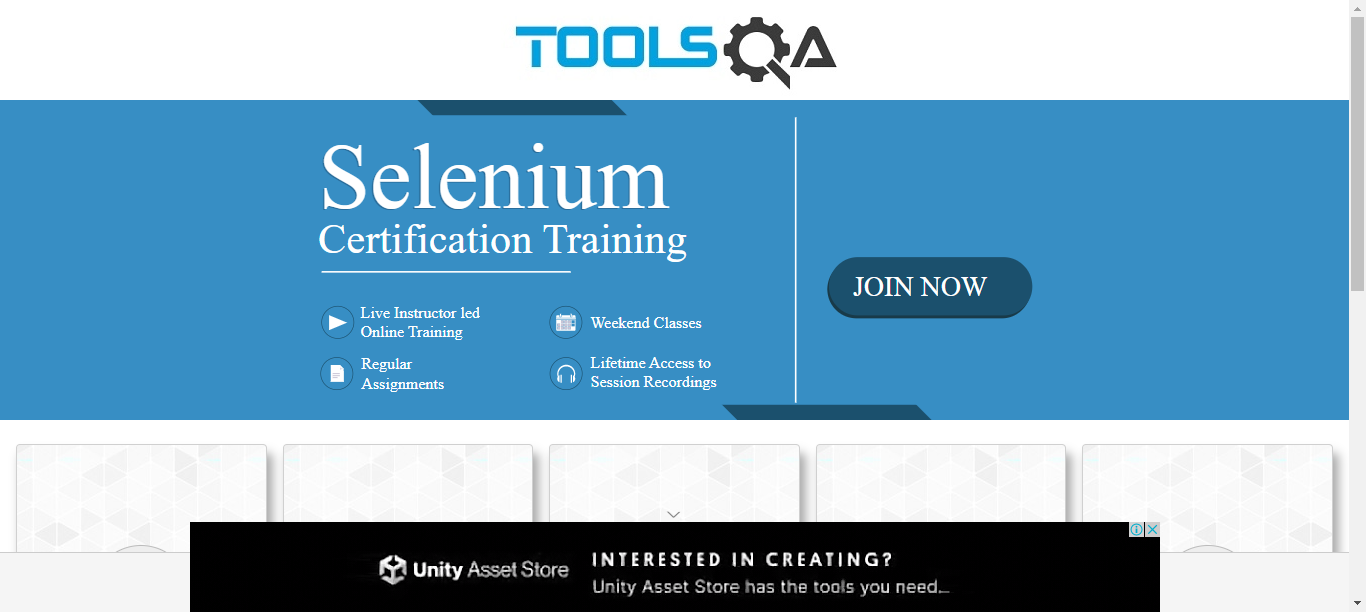 TOOLSQA
Selenium
Certification Training
Live Instructor led
Online Training
Weekend Classes
Regular
Assignments
Lifetime Access to
Session Recordings
JOIN NOW
Unity Asset Store
INTERESTED IN CREATING?
Unity Asset Store has the tools you need...